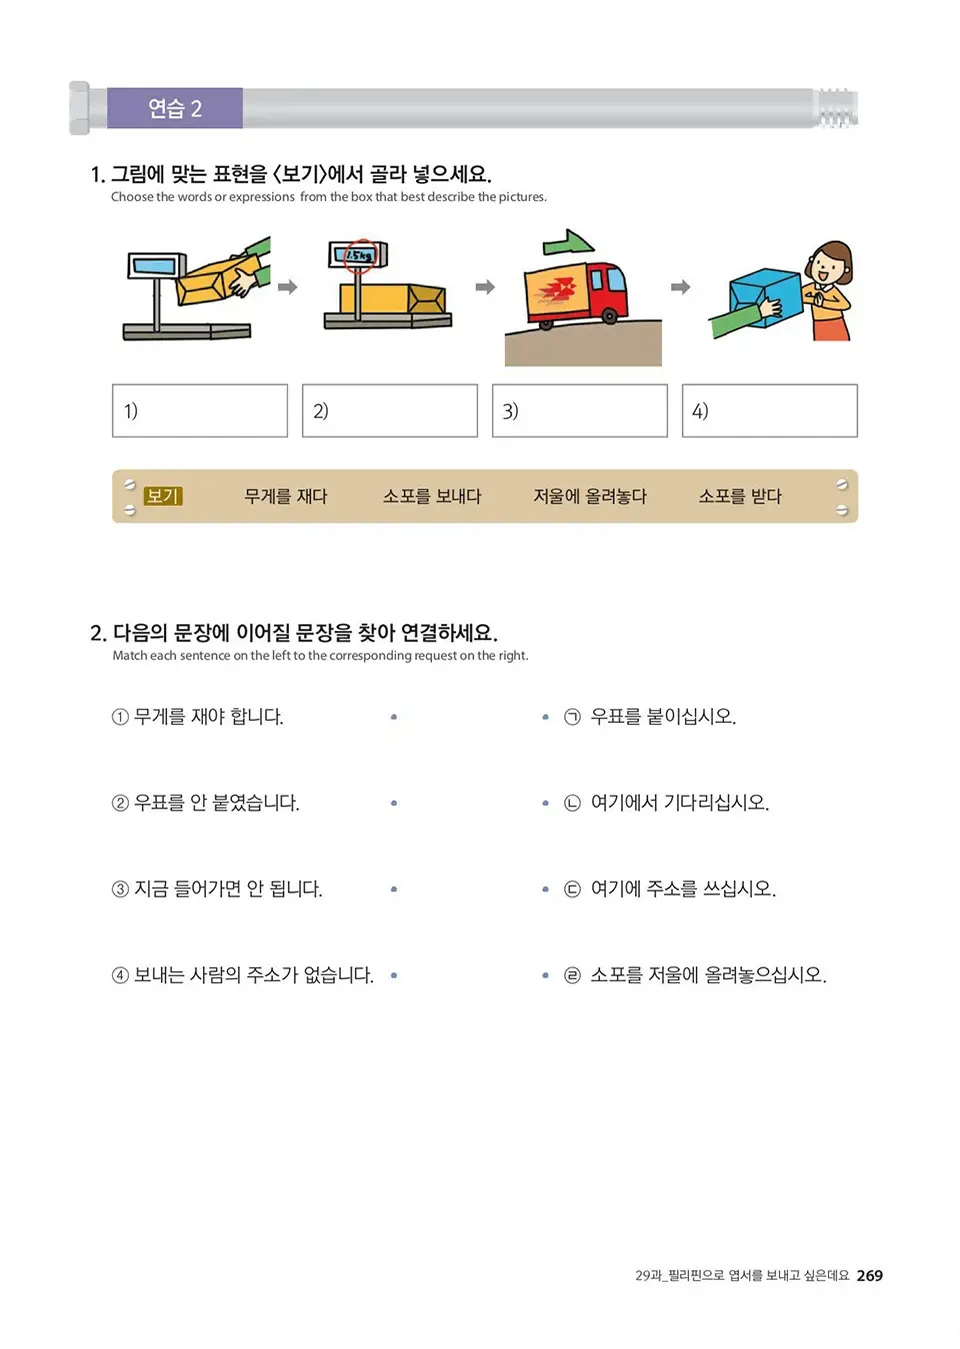 연습 2
1. 그림에 맞는 표현을 〈보기〉에서 골라 넣으세요.
Choose the words or expressions from the box that best describe the pictures.
1.5kg
1)
2)
3)
4)
보기 무게를 재다 소포를 보내다 저울에 올려놓다 소포를 받다
2. 다음의 문장에 이어질 문장을 찾아 연결하세요.
Match each sentence on the left to the corresponding request on the right.
① 무게를 재야 합니다. • • ㉠ 우표를 붙이십시오.
② 우표를 안 붙였습니다. • • ㉡ 여기에서 기다리십시오.
③ 지금 들어가면 안 됩니다. • • ㉢ 여기에 주소를 쓰십시오.
④ 보내는 사람의 주소가 없습니다. • • ㉣ 소포를 저울에 올려놓으십시오.
29과_필리핀으로 엽서를 보내고 싶은데요 269